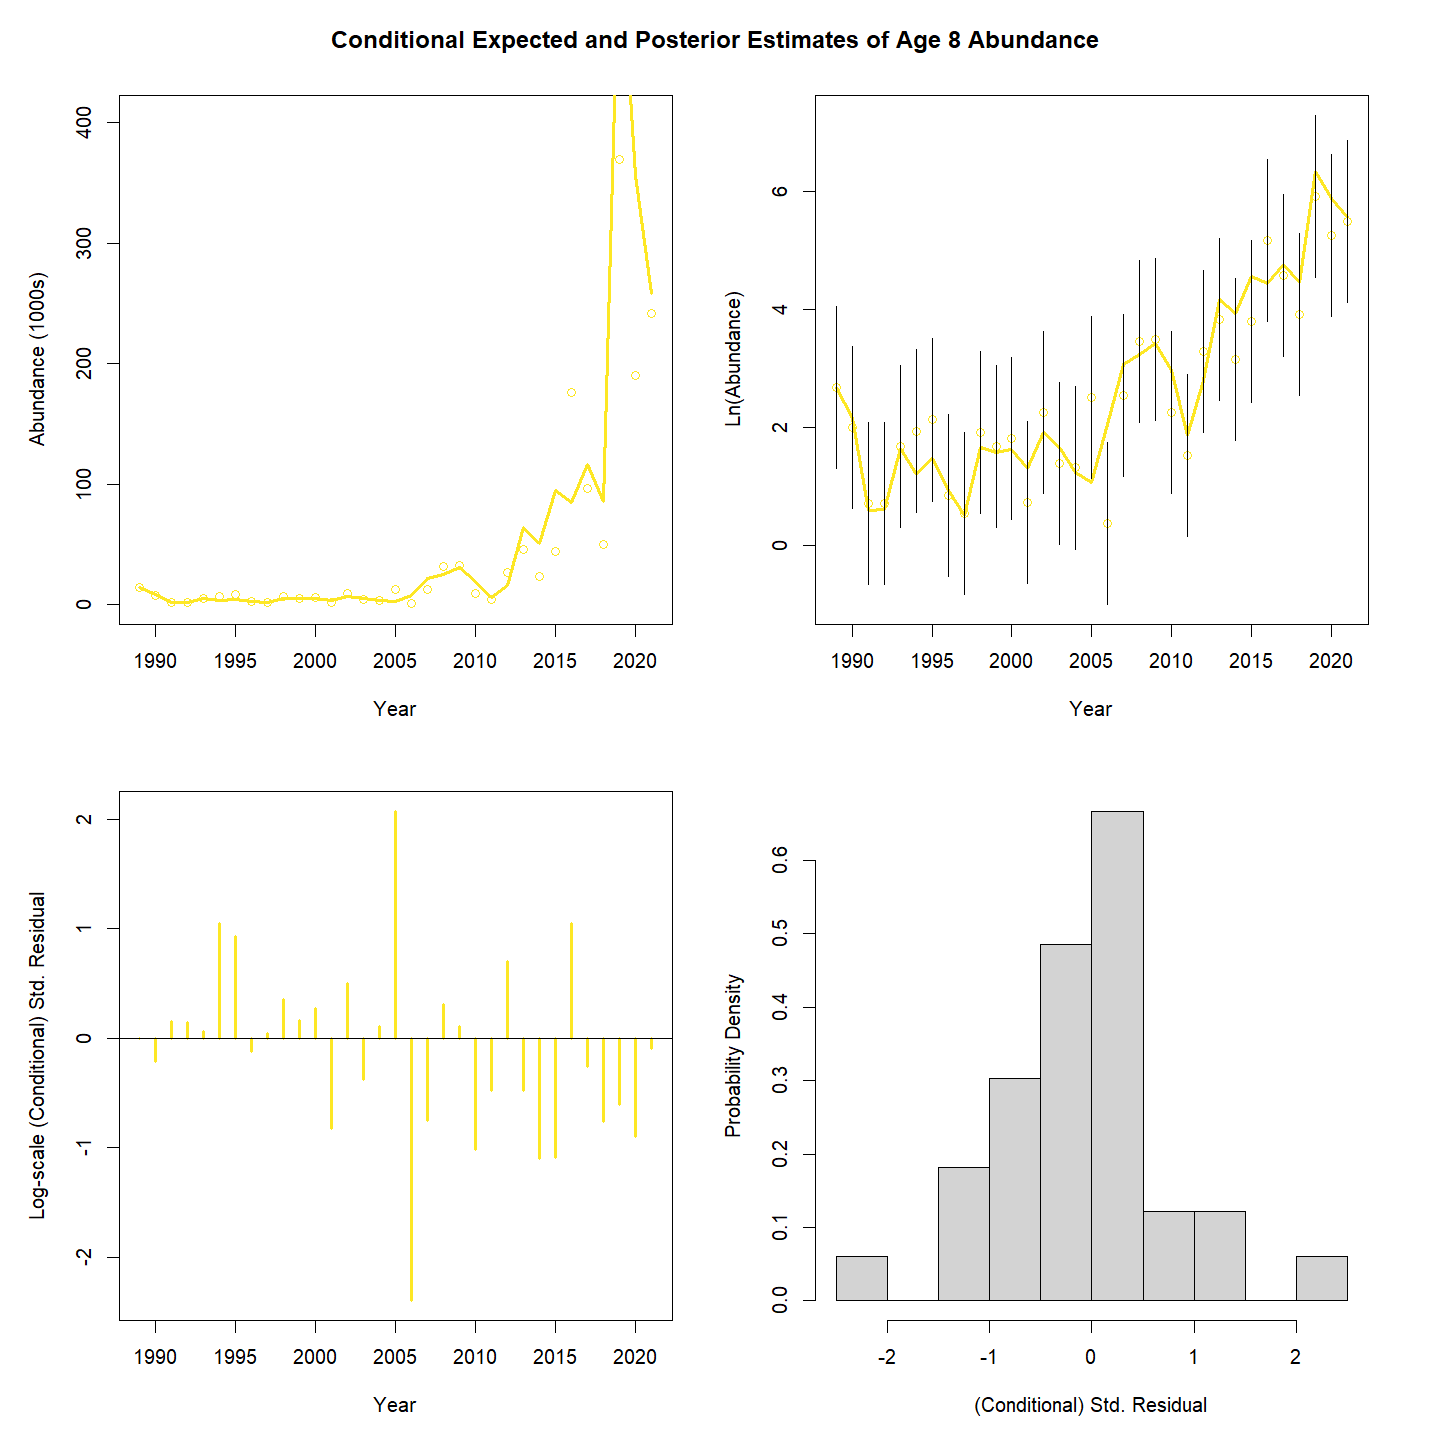 Conditional Expected and Posterior Estimates of Age 8 Abundance
Abundance (1000s)
400
300
200
100
0
1990 1995 2000 2005 2010 2015 2020
Year
Ln(Abundance)
6
4
2
0
1990 1995 2000 2005 2010 2015 2020
Year
Log-scale (Conditional) Std. Residual
2
1
0
-1
-2
1990 1995 2000 2005 2010 2015 2020
Year
Probability Density
0.6
0.5
0.4
0.3
0.2
0.1
0.0
-2 -1 0 1 2
(Conditional) Std. Residual